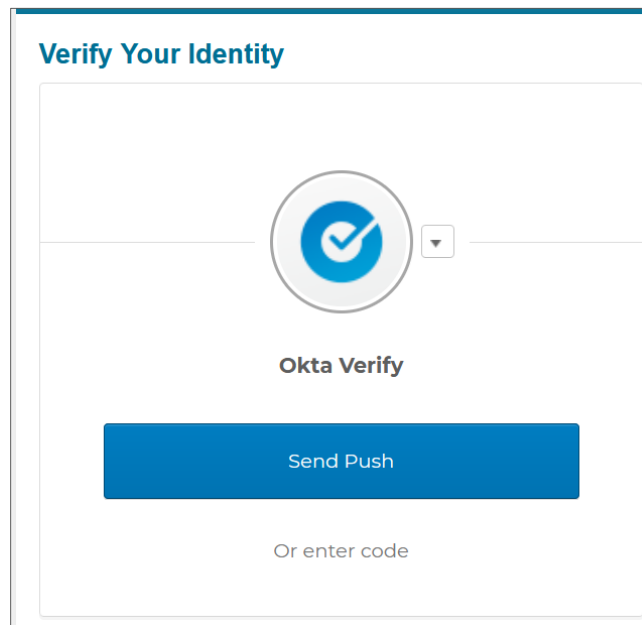 Verify Your Identity
Okta Verify
Send Push
Or enter code